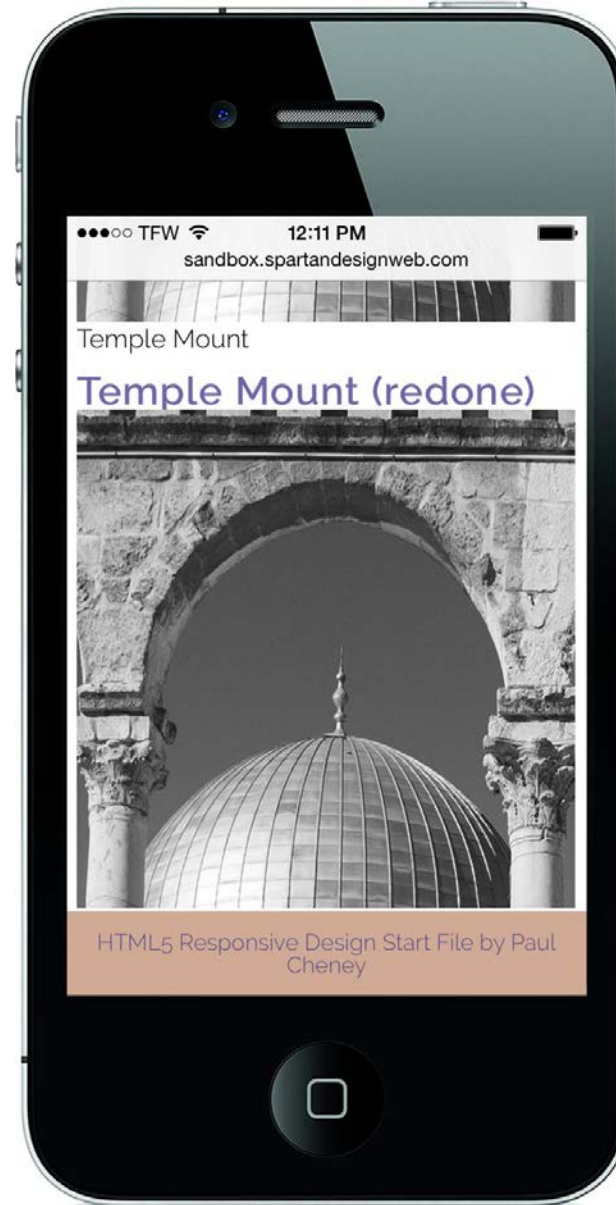 TFW 12:11 PM
sandbox.spartandesignweb.com
Temple Mount
Temple Mount (redone)
HTML5 Responsive Design Start File by Paul
Cheney